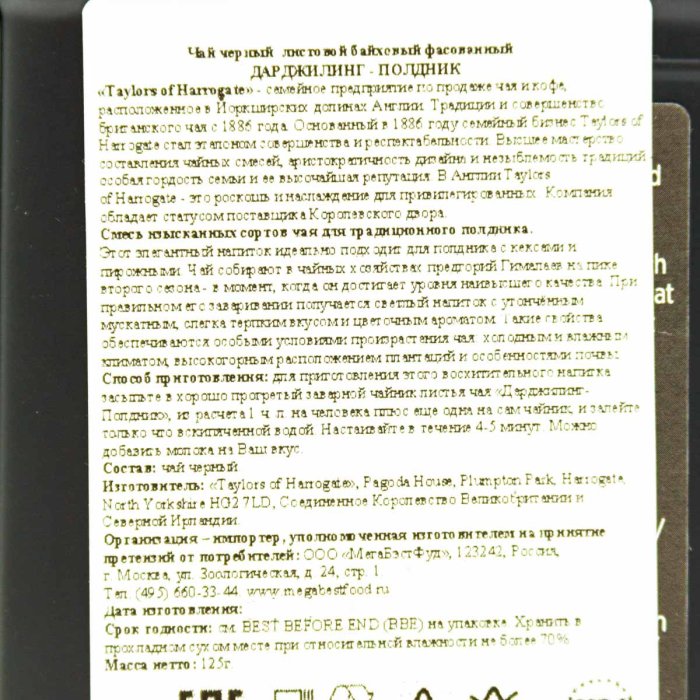 Чай черный листовой байховый фасованный
ДАРДЖИЛИНГ - ПОЛДНИК
«Taylors of Harrogate» - семейное предприятие по продаже чая и кофе,
расположенное в Йоркширских долинах Англии. Традиции и совершенство
британского чая с 1886 года. Основанный в 1886 году семейный бизнес Taylors of
Harrogate стал эталоном совершенства и респектабельности. Высшее мастерство
составления чайных смесей, аристократичность дизайна и незыблемость традиций
особая гордость семьи и ее высочайшая репутация. В Англии Taylors
of Harrogate - это роскошь и наслаждение для привилегированных. Компания
обладает статусом поставщика Королевского двора.
Смесь изысканных сортов чая для традиционного полдника.
Этот элегантный напиток идеально подходит для полдника с кексами и
пирожными. Чай собирают в чайных хозяйствах предгорий Гималаев на пике
второго сезона - в момент, когда он достигает уровня наивысшего качества. При
правильном его заваривании получается светлый напиток с утончённым
мускатным, слегка терпким вкусом и цветочным ароматом. Такие свойства
обеспечиваются особыми условиями произрастания чая: холодным и влажным
климатом, высокогорным расположением плантаций и особенностями почвы.
Способ приготовления: для приготовления этого восхитительного напитка
засыпьте в хорошо прогретый заварной чайник листья чая «Дарджилинг-
Полдник», из расчета 1 ч. л. на человека плюс еще одна на сам чайник, и залейте
только что вскипяченной водой. Настаивайте в течение 4-5 минут. Можно
добавить молока на Ваш вкус.
Состав: чай черный
Изготовитель: «Taylors of Harrogate», Pagoda House, Plumpton Park, Harrogate,
North Yorkshire HG2 7LD, Соединенное Королевство Великобритании и
Северной Ирландии.
Организация – импортер, уполномоченная изготовителем на принятие
претензий от потребителей: ООО «МегаБэстФуд», 123242, Россия,
г. Москва, ул. Зоологическая, д. 24, стр. 1
Тел. (495) 660-33-44. www.megabestfood.ru
Дата изготовления:
Срок годности: см. BEST BEFORE END (BBE) на упаковке. Хранить в
прохладном сухом месте при относительной влажности не более 70%
Масса нетто: 125г.